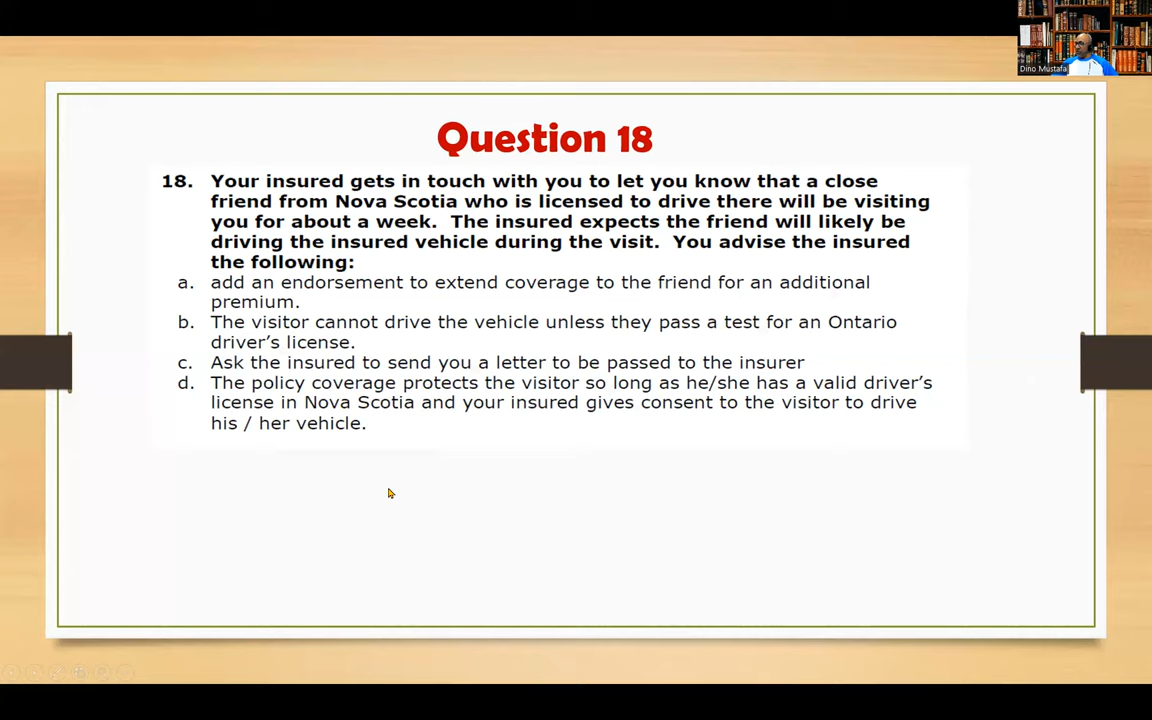 Dino Mustafa
Question 18
18. Your insured gets in touch with you to let you know that a close
friend from Nova Scotia who is licensed to drive there will be visiting
you for about a week. The insured expects the friend will likely be
driving the insured vehicle during the visit. You advise the insured
the following:
a. add an endorsement to extend coverage to the friend for an additional
premium.
b. The visitor cannot drive the vehicle unless they pass a test for an Ontario
driver's license.
c. Ask the insured to send you a letter to be passed to the insurer
d. The policy coverage protects the visitor so long as he/she has a valid driver's
license in Nova Scotia and your insured gives consent to the visitor to drive
his / her vehicle.